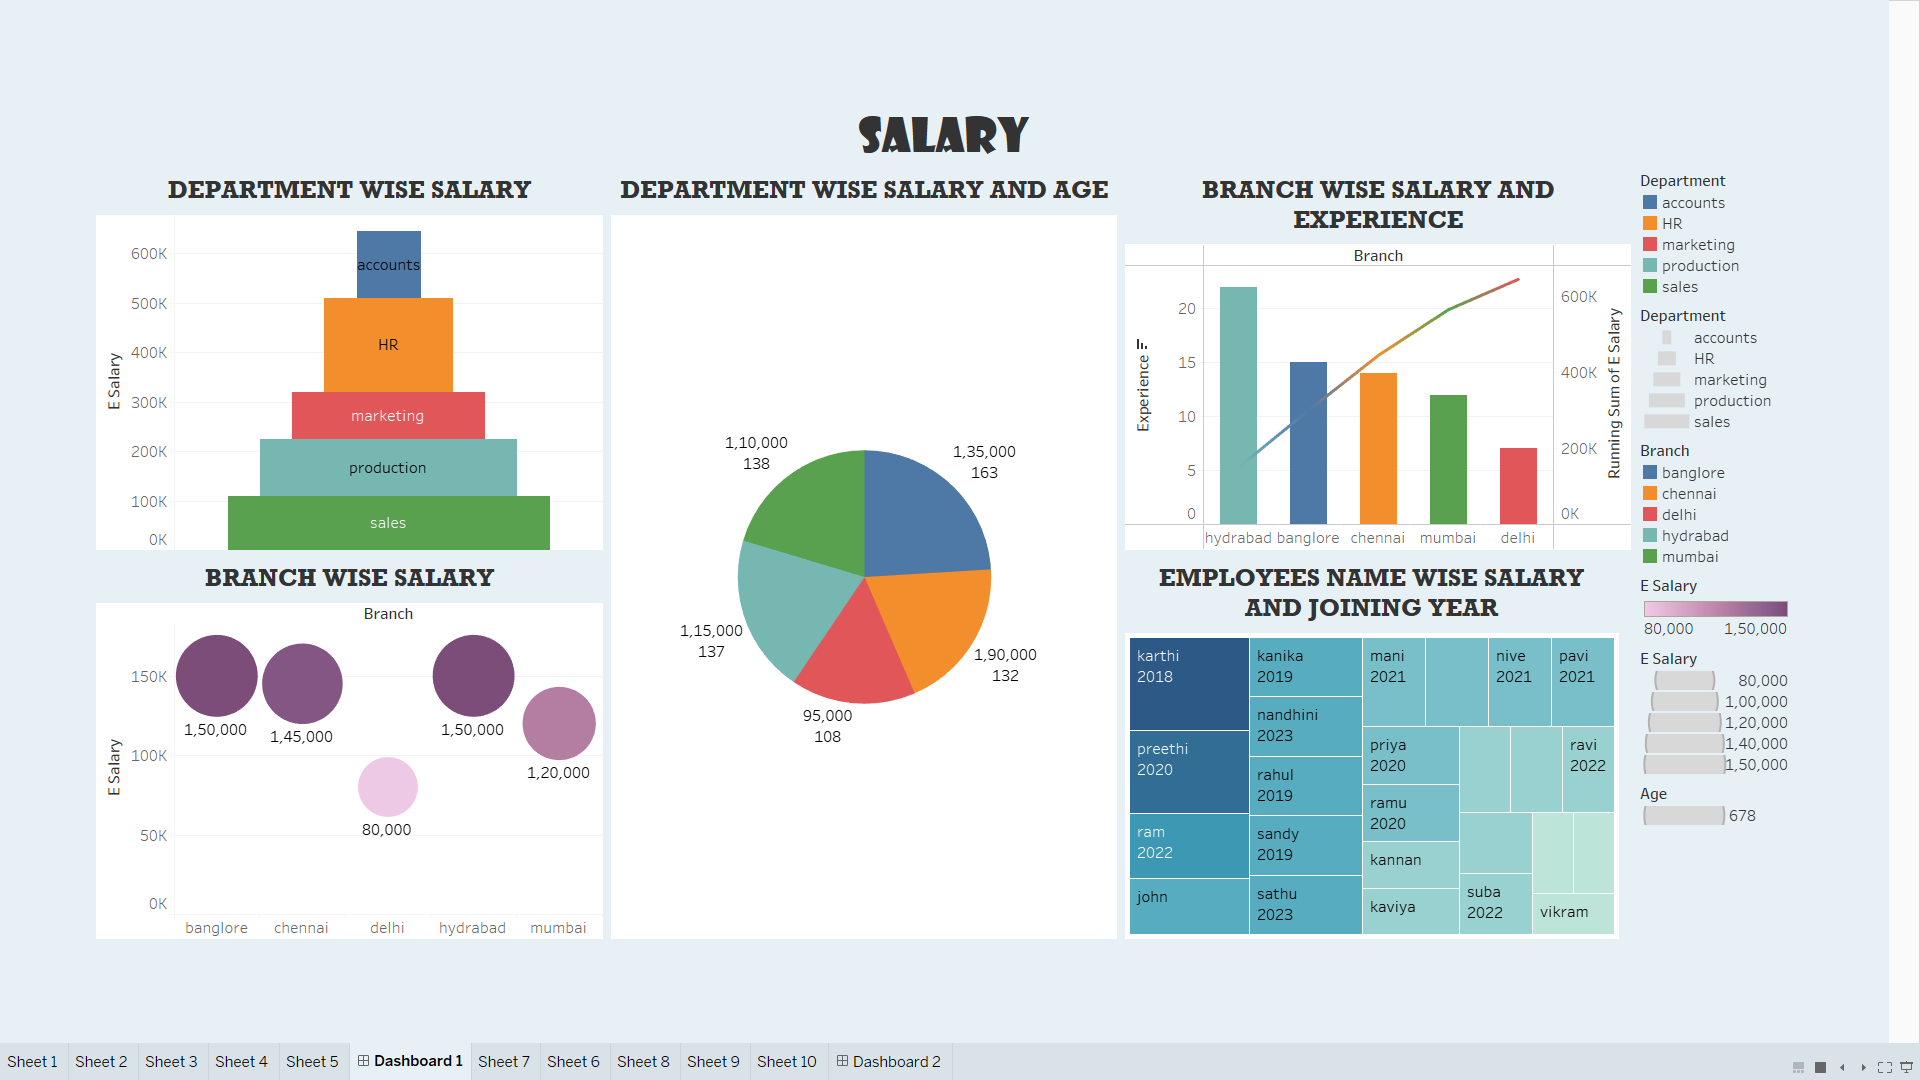 SALARY
DEPARTMENT WISE SALARY
E Salary
600K
500K
400K
300K
200K
100K
0K
accounts
HR
marketing
production
sales
BRANCH WISE SALARY
Branch
E Salary
150K
100K
50K
0K
1,50,000
1,45,000
80,000
1,50,000
1,20,000
banglore chennai delhi hydrabad mumbai
DEPARTMENT WISE SALARY AND AGE
1,10,000
138
1,35,000
163
1,15,000
137
1,90,000
132
95,000
108
BRANCH WISE SALARY AND
EXPERIENCE
Branch
Experience
20
15
10
5
0
600K
400K
200K
0K
Running Sum of E Salary
hydrabad banglore chennai mumbai delhi
EMPLOYEES NAME WISE SALARY
AND JOINING YEAR
karthi
2018
preethi
2020
ram
2022
john
kanika
2019
nandhini
2023
rahul
2019
sandy
2019
sathu
2023
mani
2021
nive
2021
pavi
2021
priya
2020
ramu
2020
kannan
kaviya
ravi
2022
suba
2022
vikram
Department
accounts
HR
marketing
production
sales
Department
accounts
HR
marketing
production
sales
Branch
banglore
chennai
delhi
hydrabad
mumbai
E Salary
80,000 1,50,000
E Salary
80,000
1,00,000
1,20,000
1,40,000
1,50,000
Age
678
Sheet 1 Sheet 2 Sheet 3 Sheet 4 Sheet 5 Dashboard 1 Sheet 7 Sheet 6 Sheet 8 Sheet 9 Sheet 10 Dashboard 2